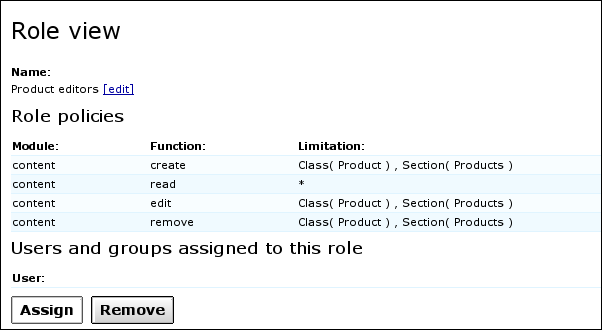 Role view
Name:
Product editors [edit]
Role policies
Module: Function: Limitation:
content create Class( Product ) , Section( Products )
content read *
content edit Class( Product ) , Section( Products )
content remove Class( Product ) , Section( Products )
Users and groups assigned to this role
User:
Assign Remove